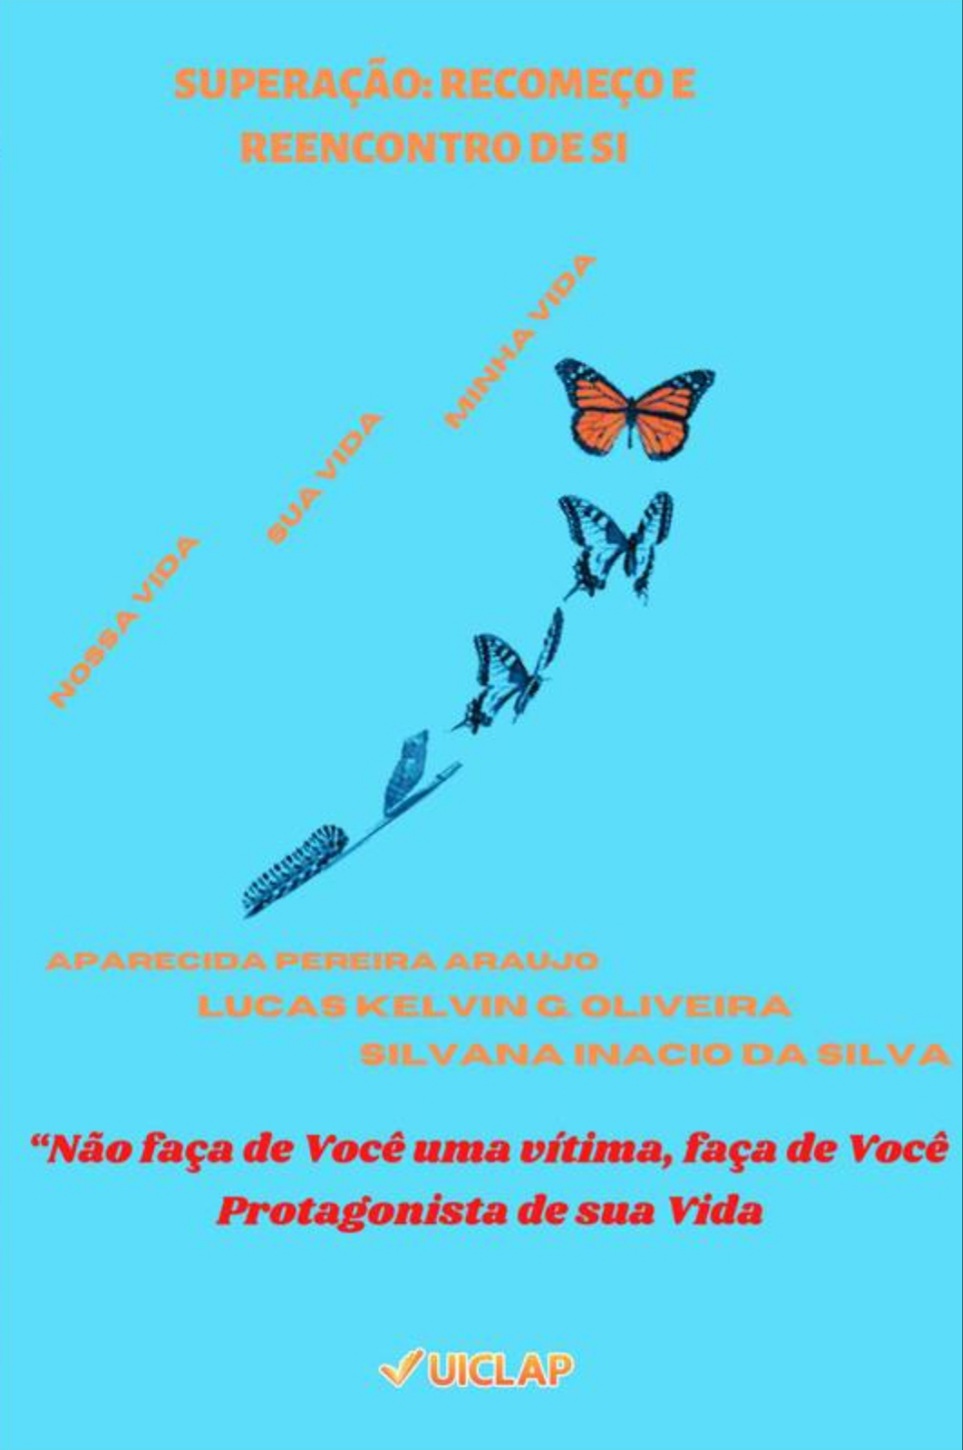 SUPERAÇÃO: RECOMEÇO E
REENCONTRO DE SI
MINHA VIDA
SUA VIDA
NOSSA VIDA
APARECIDA PEREIRA ARAUJO
LUCAS KELVIN G. OLIVEIRA
SILVANA INACIO DA SILVA
“Não faça de Você uma vítima, faça de Você
Protagonista de sua Vida
UICLAP